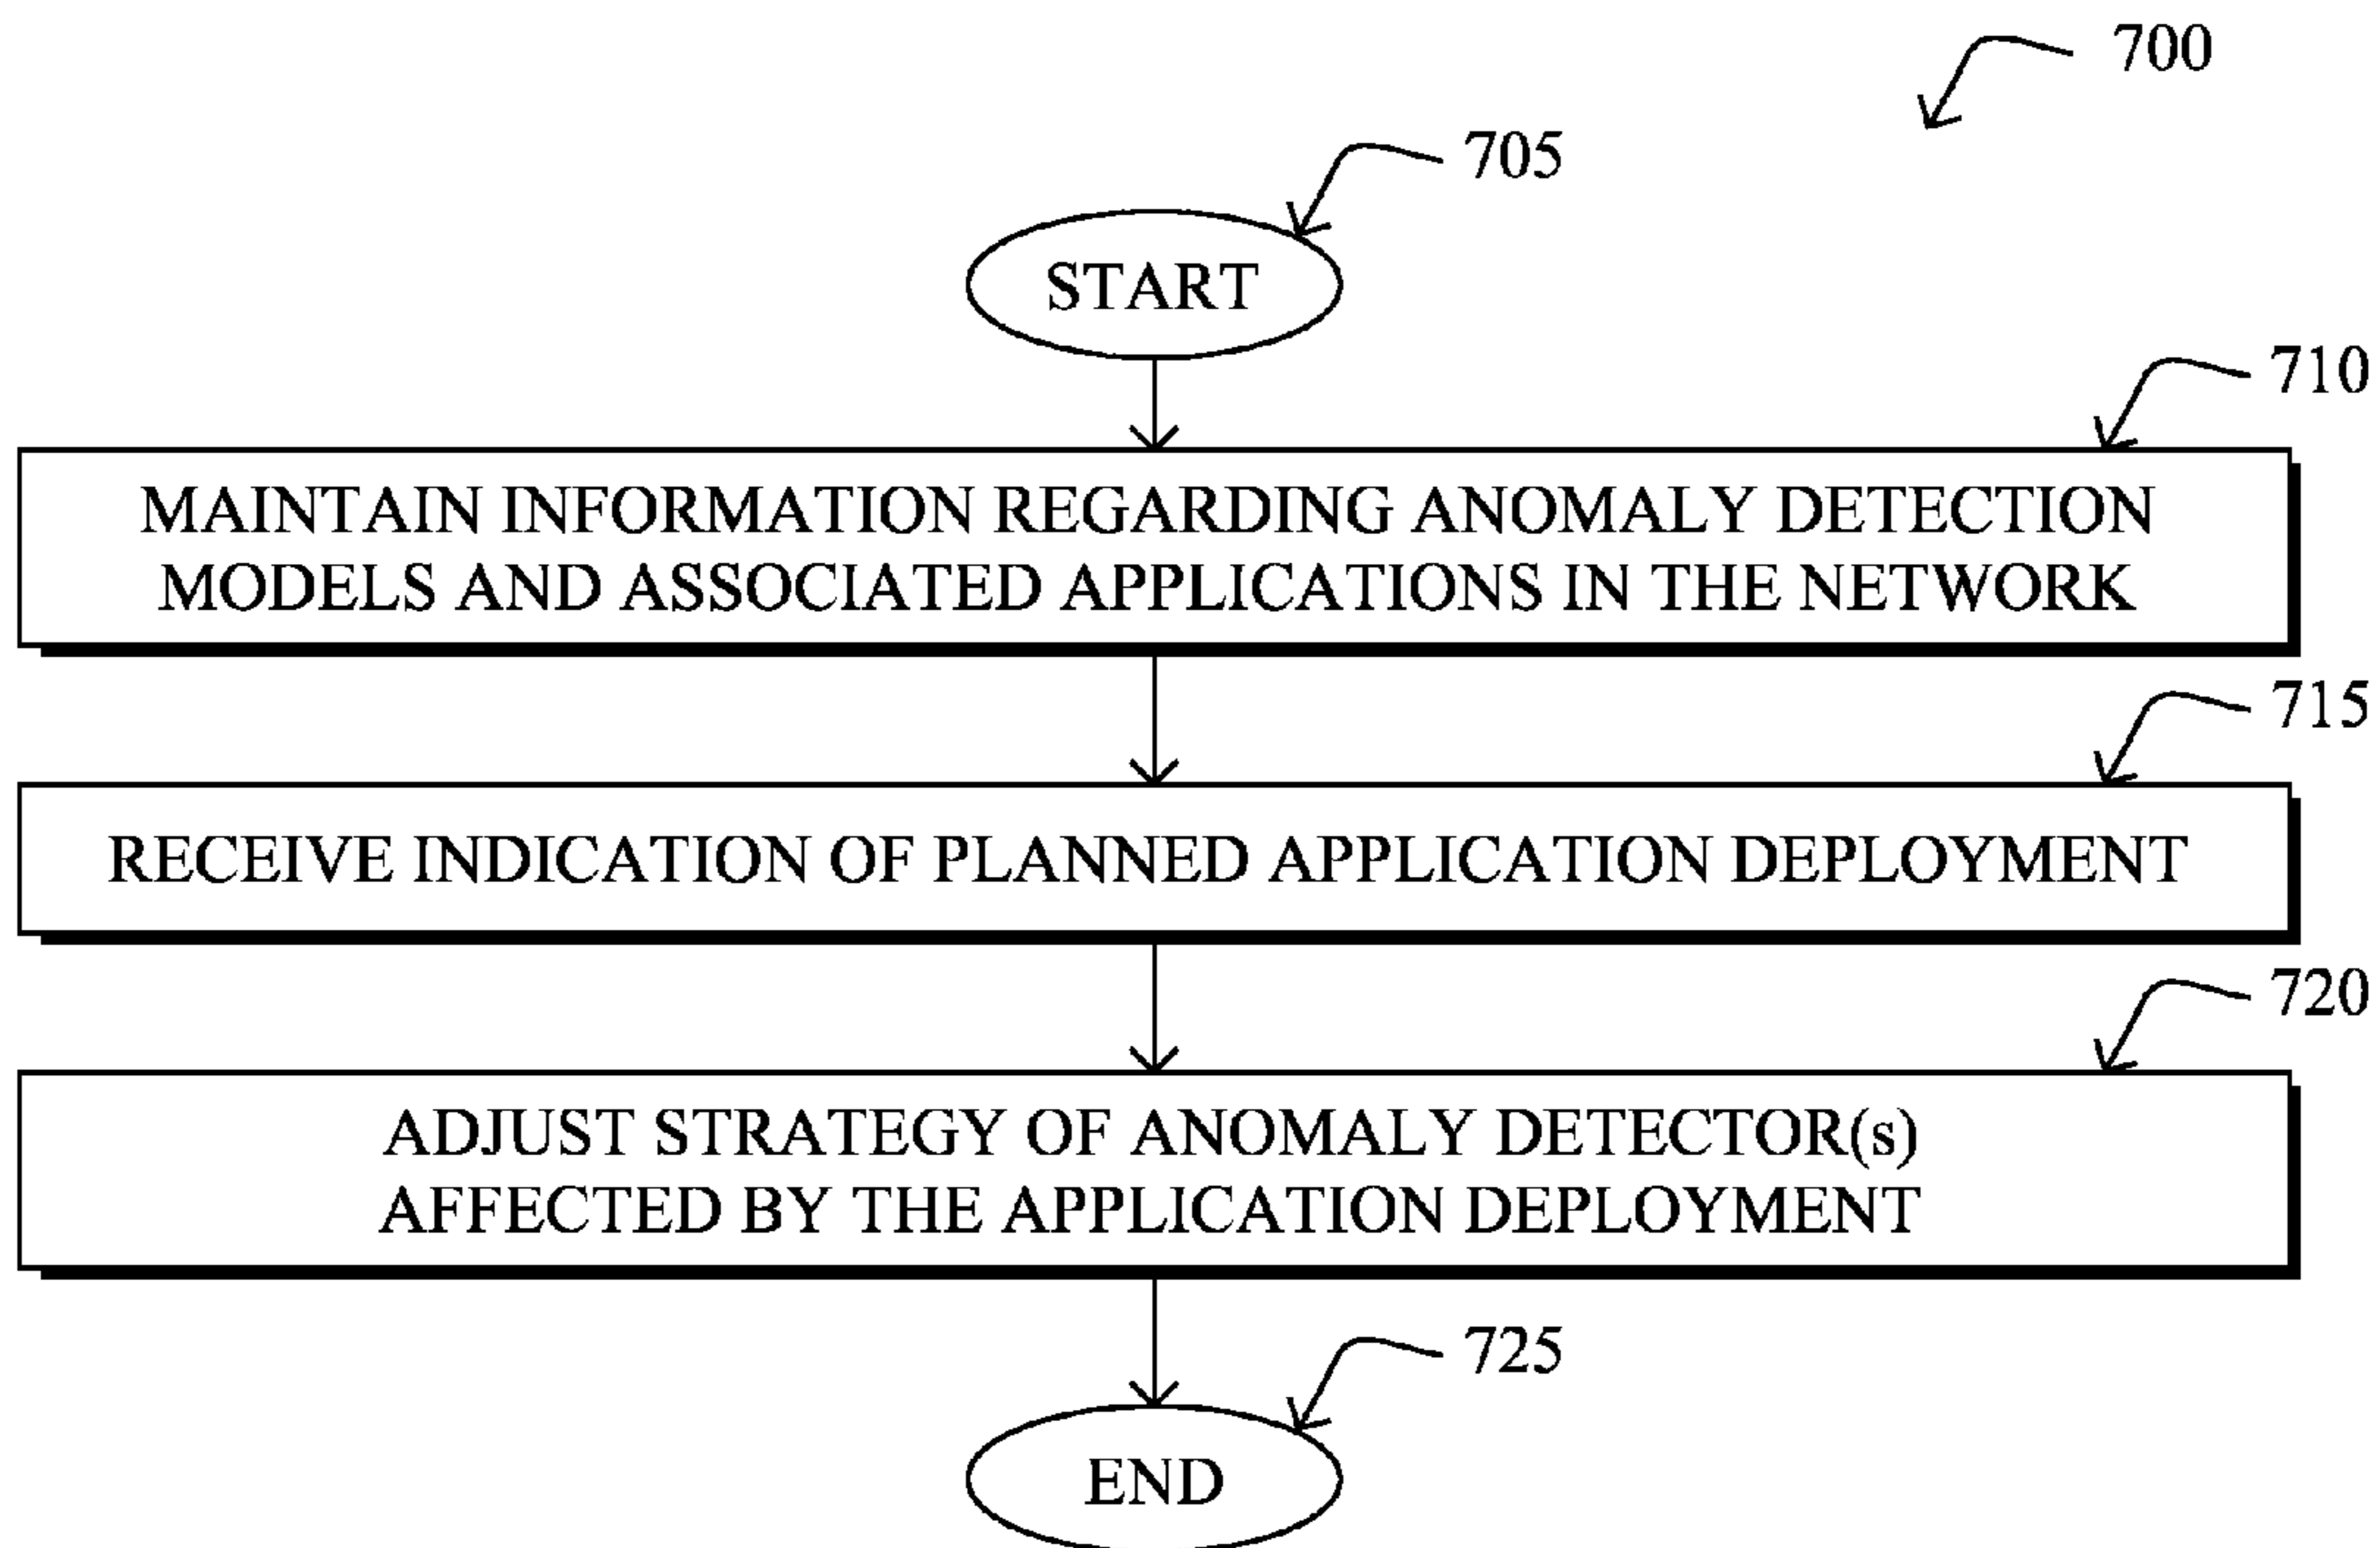 700
705
START
710
MAINTAIN INFORMATION REGARDING ANOMALY DETECTION
MODELS AND ASSOCIATED APPLICATIONS IN THE NETWORK
715
RECEIVE INDICATION OF PLANNED APPLICATION DEPLOYMENT
720
ADJUST STRATEGY OF ANOMALY DETECTOR(s)
AFFECTED BY THE APPLICATION DEPLOYMENT
725
END